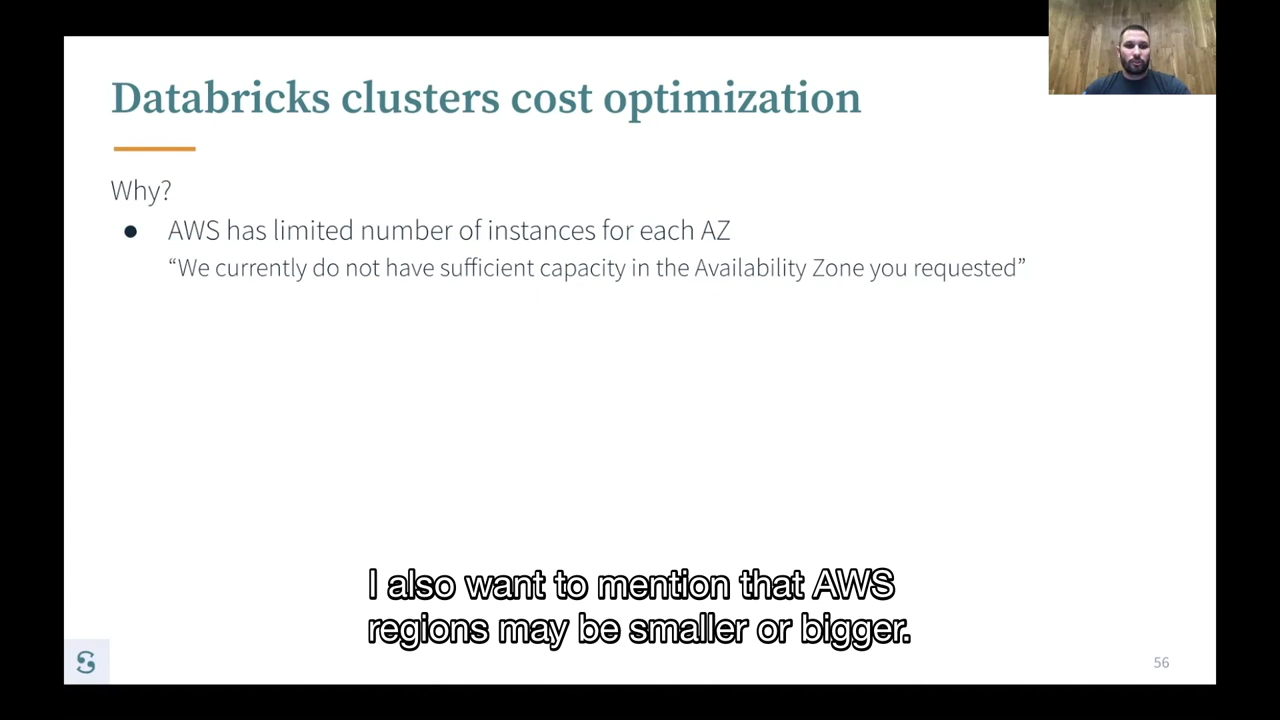 Databricks clusters cost optimization
Why?
● AWS has limited number of instances for each AZ
“We currently do not have sufficient capacity in the Availability Zone you requested”
I also want to mention that AWS
regions may be smaller or bigger.
56